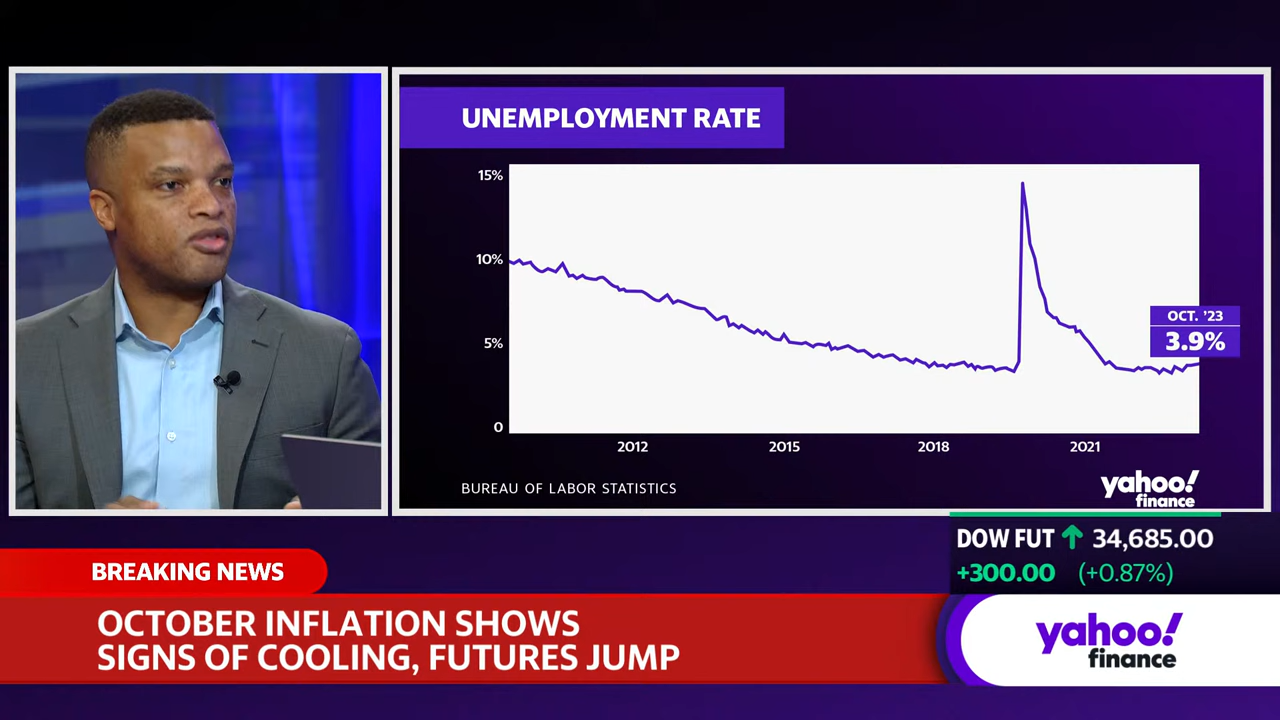 UNEMPLOYMENT RATE
15%
10%
5%
0
2012
2015
2018
2021
OCT. ’23
3.9%
BUREAU OF LABOR STATISTICS
yahoo!
finance
DOW FUT 34,685.00
+300.00 (+0.87%)
BREAKING NEWS
OCTOBER INFLATION SHOWS
SIGNS OF COOLING, FUTURES JUMP
yahoo!
finance